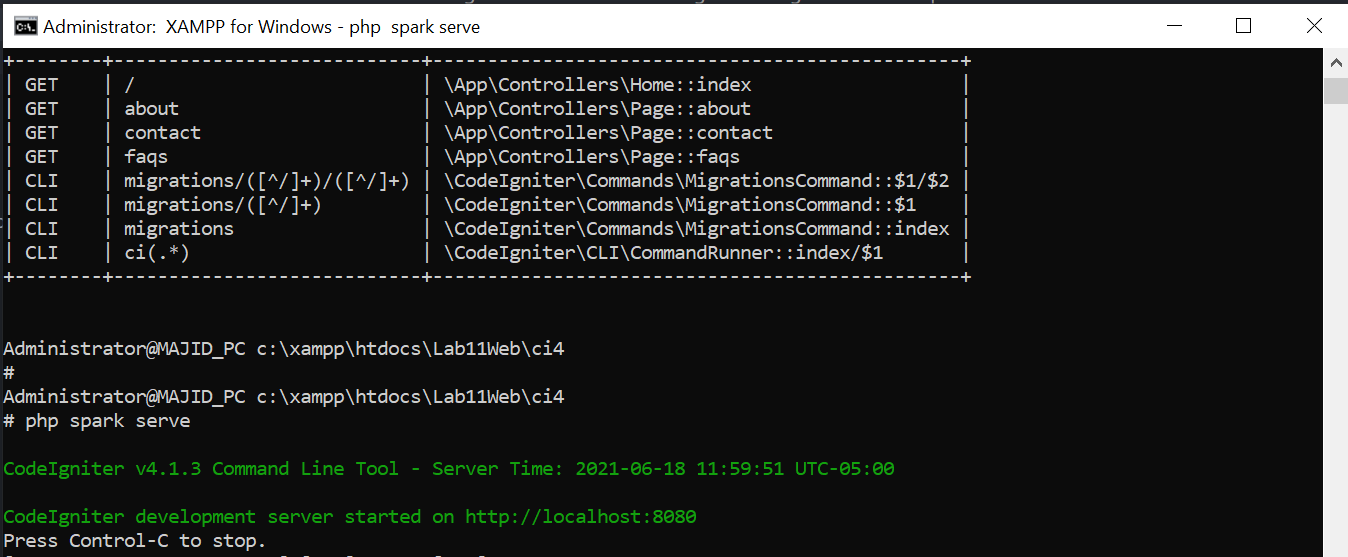 Administrator:  XAMPP for Windows - php  spark serve
+--------+----------------------------+------------------------------------------------+
| GET    | /                          | \App\Controllers\Home::index                   |
| GET    | about                      | \App\Controllers\Page::about                   |
| GET    | contact                    | \App\Controllers\Page::contact                 |
| GET    | faqs                       | \App\Controllers\Page::faqs                    |
| CLI    | migrations/([^/]+)/([^/]+) | \CodeIgniter\Commands\MigrationsCommand::$1/$2 |
| CLI    | migrations/([^/]+)         | \CodeIgniter\Commands\MigrationsCommand::$1    |
| CLI    | migrations                 | \CodeIgniter\Commands\MigrationsCommand::index |
| CLI    | ci(.*)                     | \CodeIgniter\CLI\CommandRunner::index/$1       |
+--------+----------------------------+------------------------------------------------+
Administrator@MAJID_PC c:\xampp\htdocs\Lab11Web\ci4
#
Administrator@MAJID_PC c:\xampp\htdocs\Lab11Web\ci4
# php spark serve
CodeIgniter v4.1.3 Command Line Tool - Server Time: 2021-06-18 11:59:51 UTC-05:00
CodeIgniter development server started on http://localhost:8080
Press Control-C to stop.